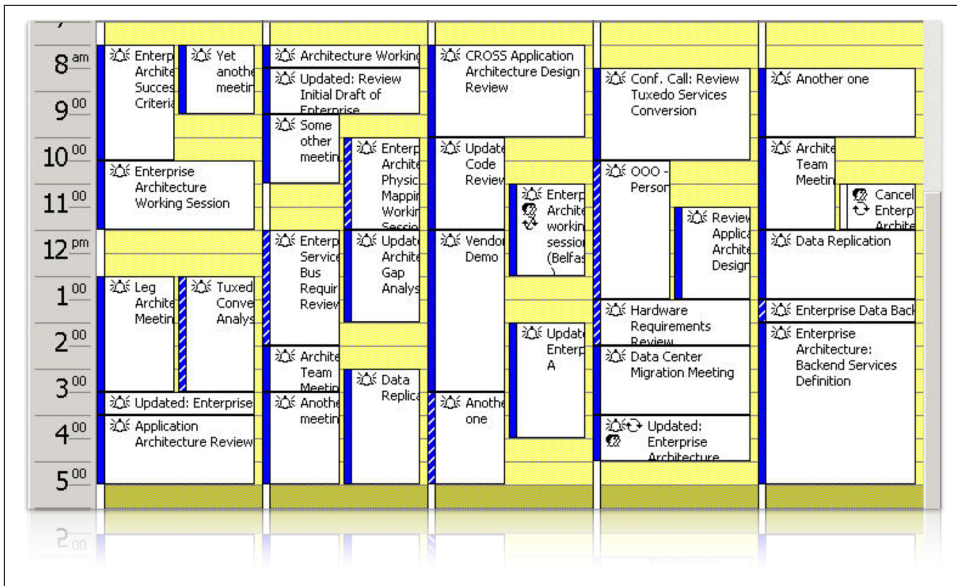 8 am
9 00
10 00
11 00
12 pm
1 00
2 00
3 00
4 00
5 00
Enterp
Archite
Succes
Criteria
Yet
anothe
meetin
Enterprise
Architecture
Working Session
Leg
Archite
Meetin
Tuxed
Conve
Analys
Updated: Enterprise
Application
Architecture Review
Architecture Working
Updated: Review
Initial Draft of
Enterprise
Some
other
meetin
Enterp
Archite
Physic
Mappir
Workin
Sessio
Enterp
Service
Bus
Requir
Review
Update
Archite
Gap
Analys
Archite
Team
Meetin
Data
Replica
Anothe
meetin
CROSS Application
Architecture Design
Review
Update
Code
Review
Enterp
Archite
workin
session
(Belfas
)
Vendo
Demo
Update
Enterp
A
Anothe
one
Conf. Call: Review
Tuxedo Services
Conversion
OOO -
Person
Review
Applica
Archite
Design
Hardware
Requirements
Review
Data Center
Migration Meeting
Updated:
Enterprise
Architecture
Another one
Archite
Team
Meetin
Cancel
Enterp
Archite
Data Replication
Enterprise Data Back
Enterprise
Architecture:
Backend Services
Definition